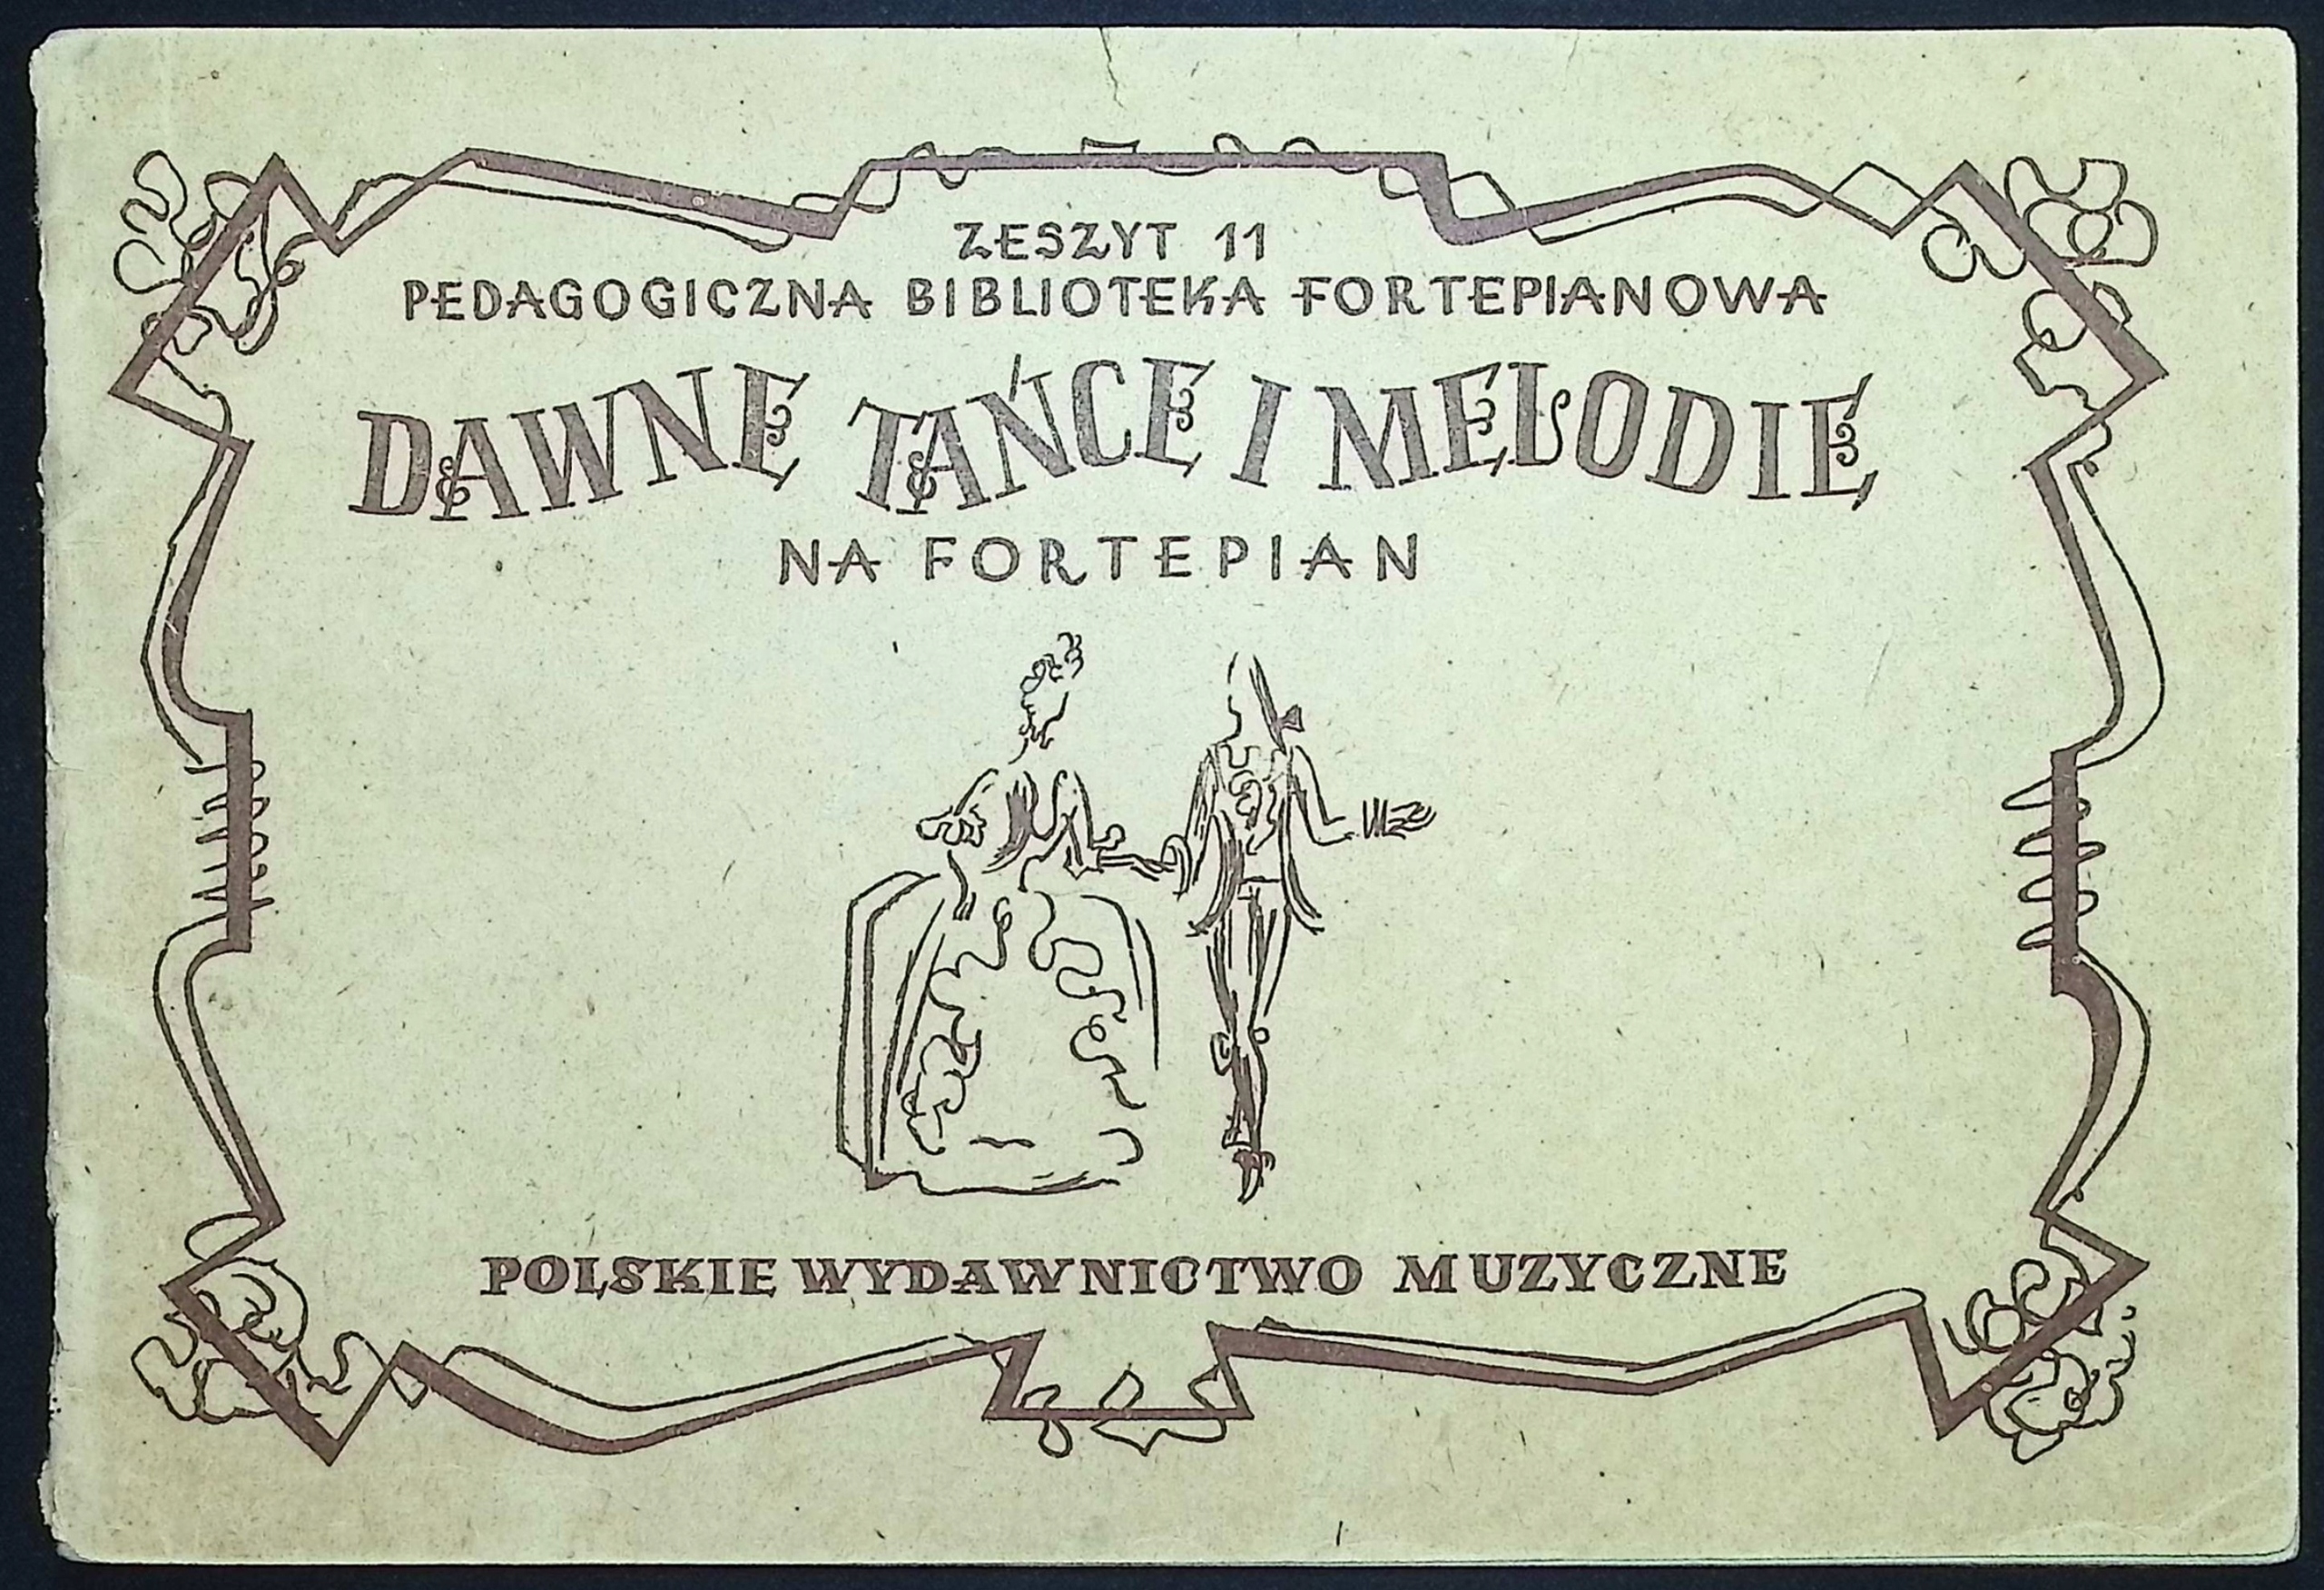 ZESZYT 11
PEDAGOGICZNA BIBLIOTEKA FORTEPIANOWA
DAWNE TAŃCE I MELODIE
NA FORTEPIAN
POLSKIE WYDAWNICTWO MUZYCZNE